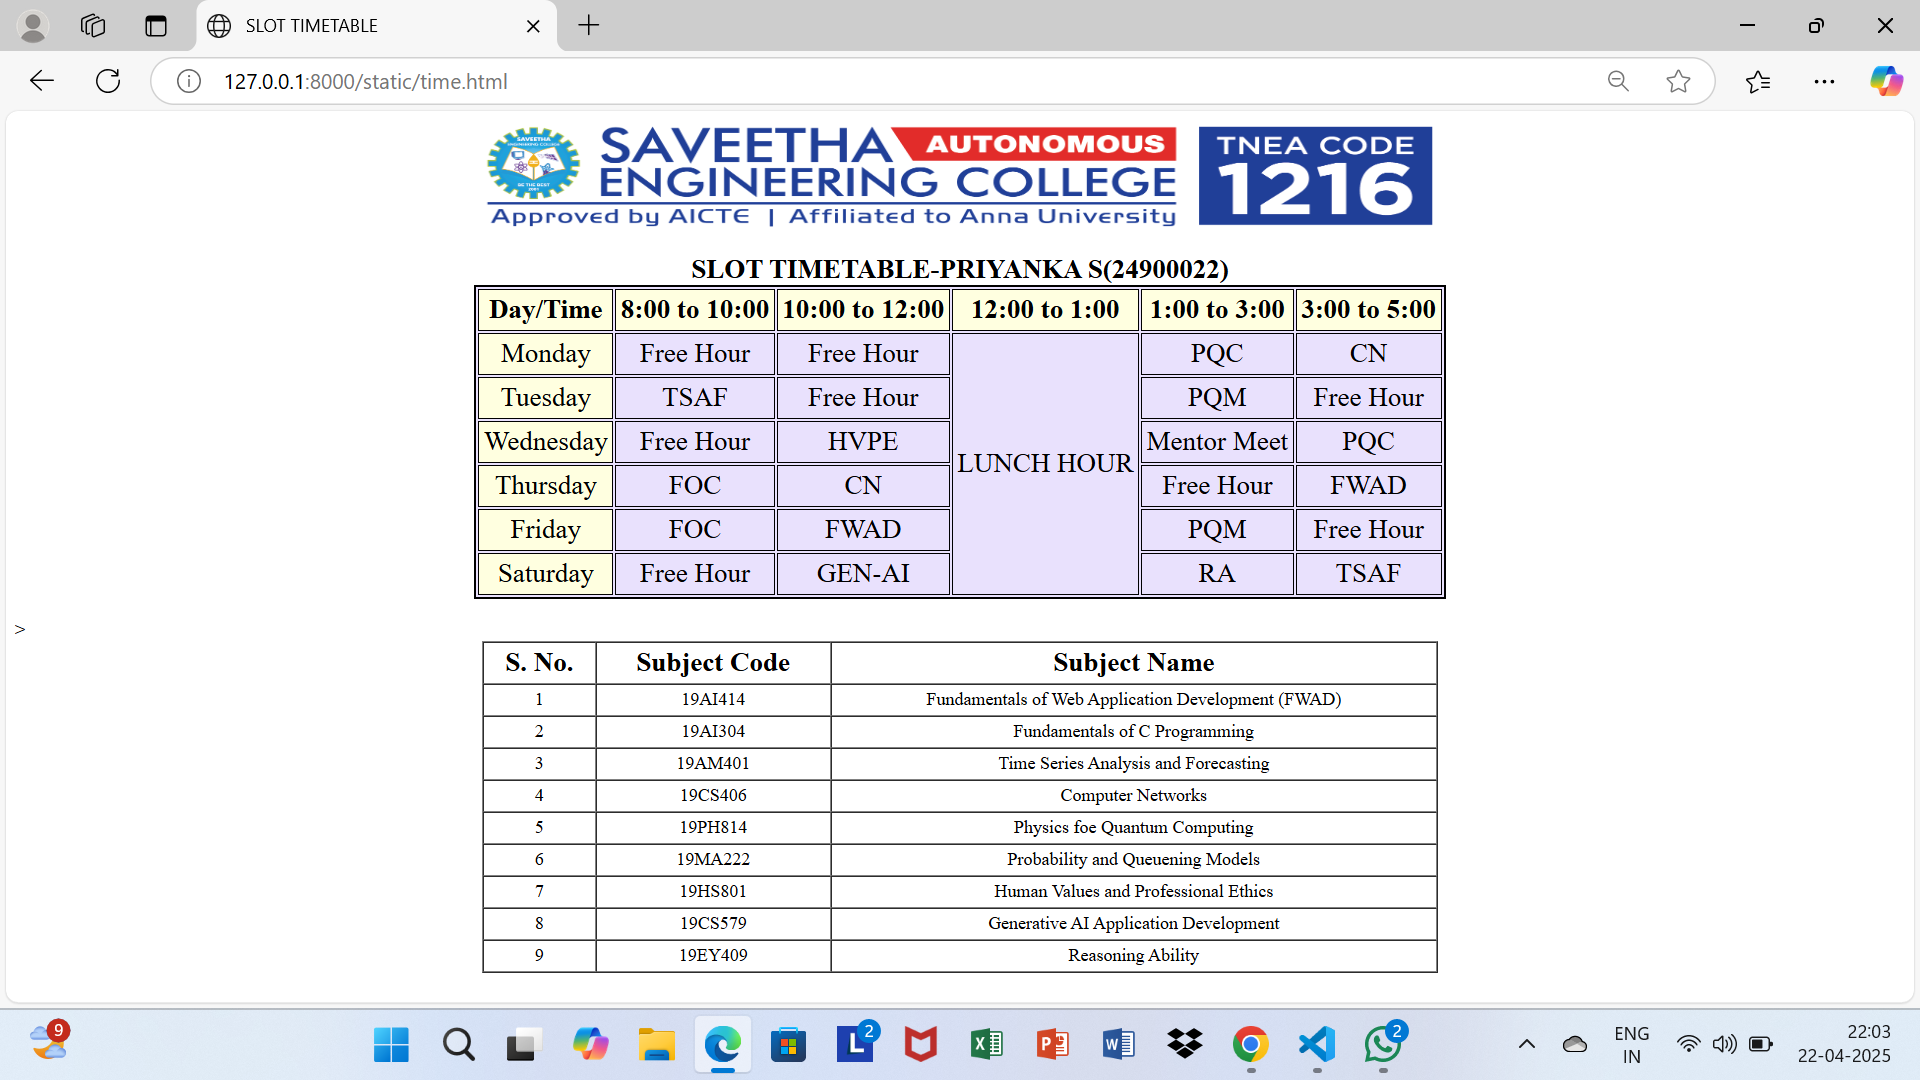 SLOT TIMETABLE
127.0.0.1:8000/static/time.html
SAVEETHA AUTONOMOUS
ENGINEERING COLLEGE
Approved by AICTE | Affiliated to Anna University
TNEA CODE
1216
SAVEETHA
ENGINEERING COLLEGE
BE THE BEST
SLOT TIMETABLE-PRIYANKA S(24900022)
Day/Time 8:00 to 10:00 10:00 to 12:00 12:00 to 1:00 1:00 to 3:00 3:00 to 5:00
Monday Free Hour Free Hour PQC CN
Tuesday TSAF Free Hour PQM Free Hour
Wednesday Free Hour HVPE Mentor Meet PQC
LUNCH HOUR
Thursday FOC CN Free Hour FWAD
Friday FOC FWAD PQM Free Hour
Saturday Free Hour GEN-AI RA TSAF
>
S. No. Subject Code Subject Name
1 19AI414 Fundamentals of Web Application Development (FWAD)
2 19AI304 Fundamentals of C Programming
3 19AM401 Time Series Analysis and Forecasting
4 19CS406 Computer Networks
5 19PH814 Physics foe Quantum Computing
6 19MA222 Probability and Queuening Models
7 19HS801 Human Values and Professional Ethics
8 19CS579 Generative AI Application Development
9 19EY409 Reasoning Ability
9
2
2
ENG
IN
22:03
22-04-2025